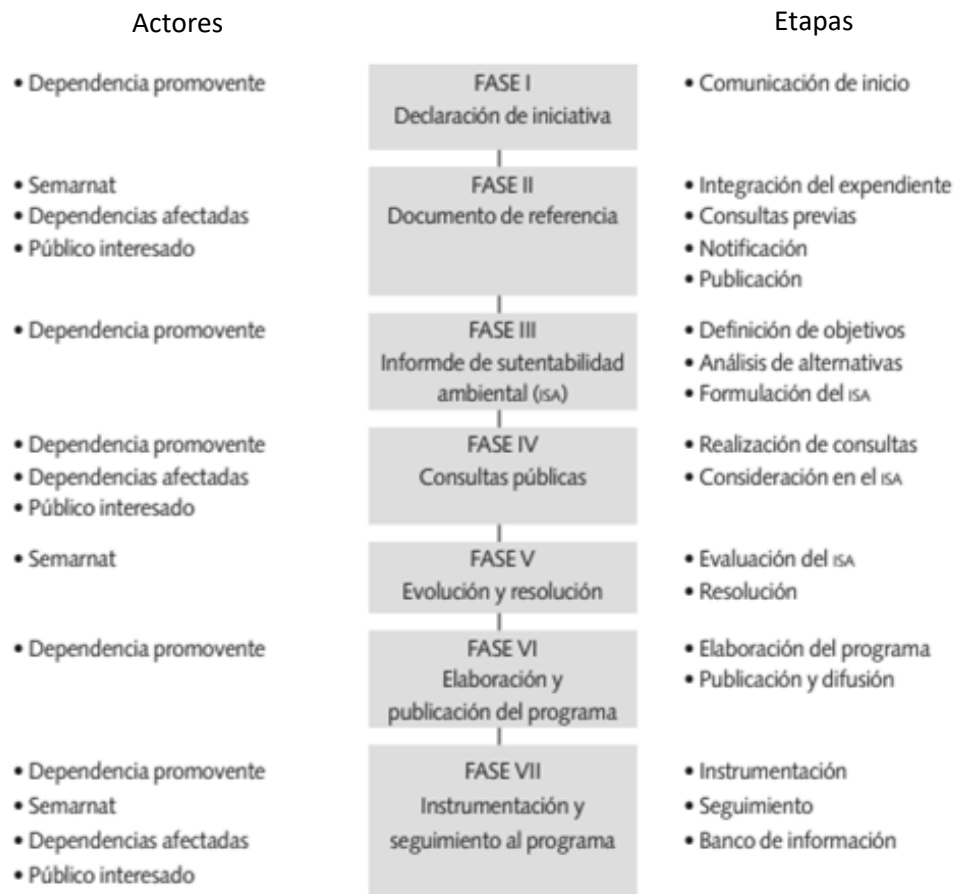 Actores
Etapas
• Dependencia promovente
FASE I
Declaración de iniciativa
• Comunicación de inicio
• Semarnat
• Dependencias afectadas
• Público interesado
FASE II
Documento de referencia
• Integración del expendiente
• Consultas previas
• Notificación
• Publicación
• Dependencia promovente
FASE III
Informde de sutentabilidad
ambiental (ISA)
• Definición de objetivos
• Análisis de alternativas
• Formulación del ISA
• Dependencia promovente
• Dependencias afectadas
• Público interesado
FASE IV
Consultas públicas
• Realización de consultas
• Consideración en el ISA
• Semarnat
FASE V
Evolución y resolución
• Evaluación del ISA
• Resolución
• Dependencia promovente
FASE VI
Elaboración y
publicación del programa
• Elaboración del programa
• Publicación y difusión
• Dependencia promovente
• Semarnat
• Dependencias afectadas
• Público interesado
FASE VII
Instrumentación y
seguimiento al programa
• Instrumentación
• Seguimiento
• Banco de información